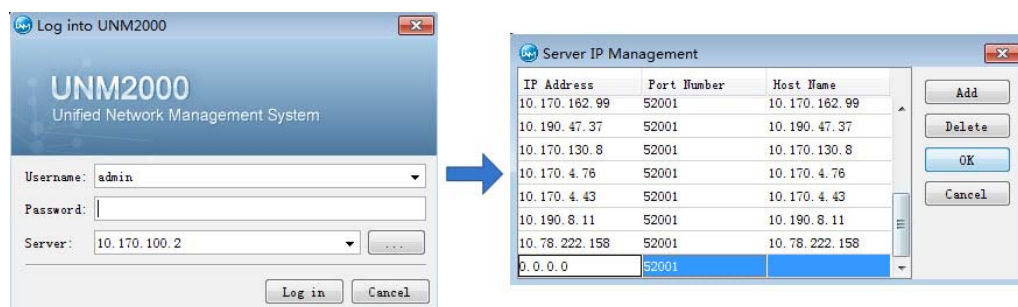 Log into UNM2000
UNM2000
Unified Network Management System
Username: admin
Password:
Server: 10.170.100.2 ...
Log in Cancel
Server IP Management
IP Address Port Number Host Name
10.170.162.99 52001 10.170.162.99
10.190.47.37 52001 10.190.47.37
10.170.130.8 52001 10.170.130.8
10.170.4.76 52001 10.170.4.76
10.170.4.43 52001 10.170.4.43
10.190.8.11 52001 10.190.8.11
10.78.222.158 52001 10.78.222.158
0.0.0.0 52001
Add
Delete
OK
Cancel